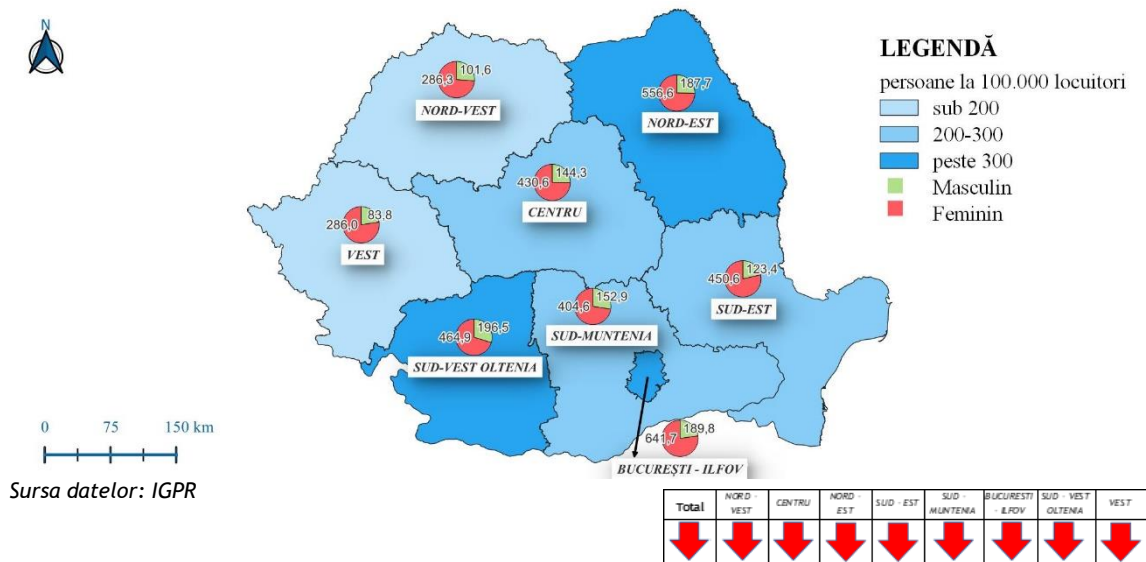 N
LEGENDĂ
persoane la 100.000 locuitori
sub 200
200-300
peste 300
Masculin
Feminin
286,3 101,6
NORD-VEST
556,6 187,7
NORD-EST
430,6 144,3
CENTRU
286,0 83,8
VEST
450,6 123,4
SUD-EST
404,6 152,9
SUD-MUNTENIA
464,9 196,5
SUD-VEST OLTENIA
641,7 189,8
BUCUREȘTI - ILFOV
0 75 150 km
Sursa datelor: IGPR
Total
NORD -
VEST
CENTRU
NORD -
EST
SUD - EST
SUD -
MUNTENIA
BUCURESTI
- ILFOV
SUD - VEST
OLTENIA
VEST